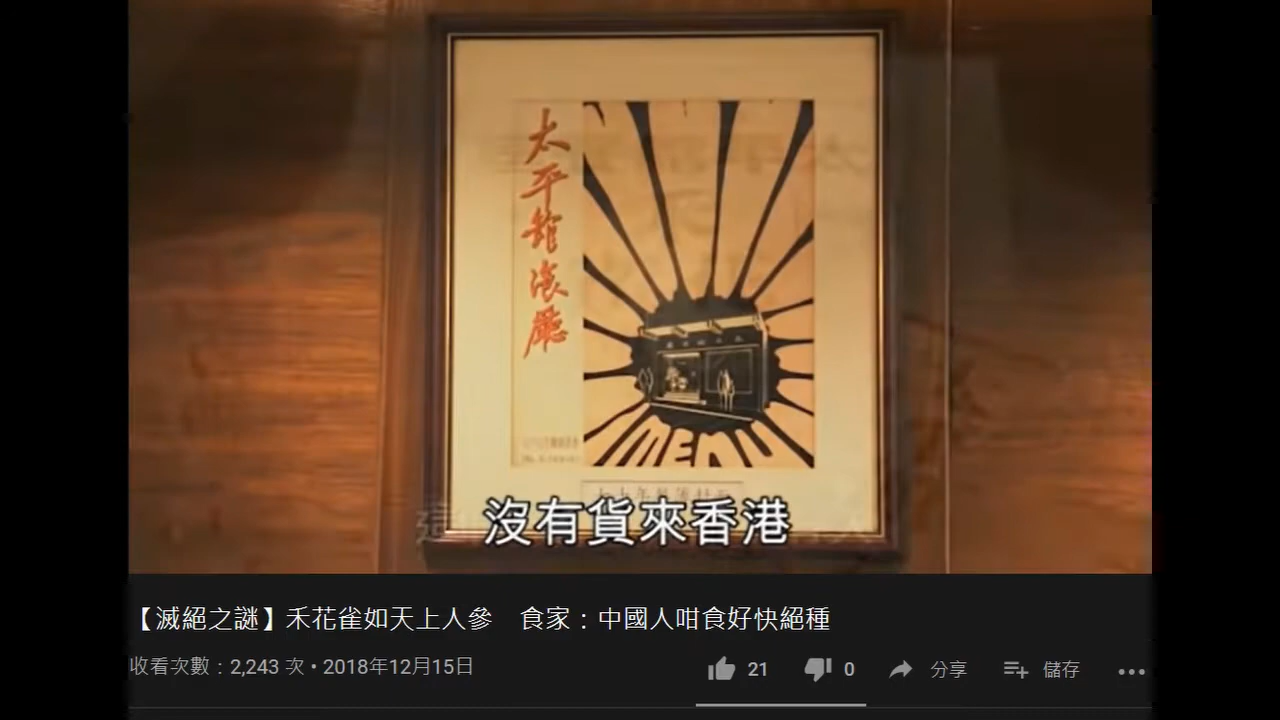 太平館飡廳
MENU
沒有貨來香港
【滅絕之謎】禾花雀如天上人參　食家：中國人咁食好快絕種
收看次數：2,243 次 • 2018年12月15日
21
0
分享
儲存